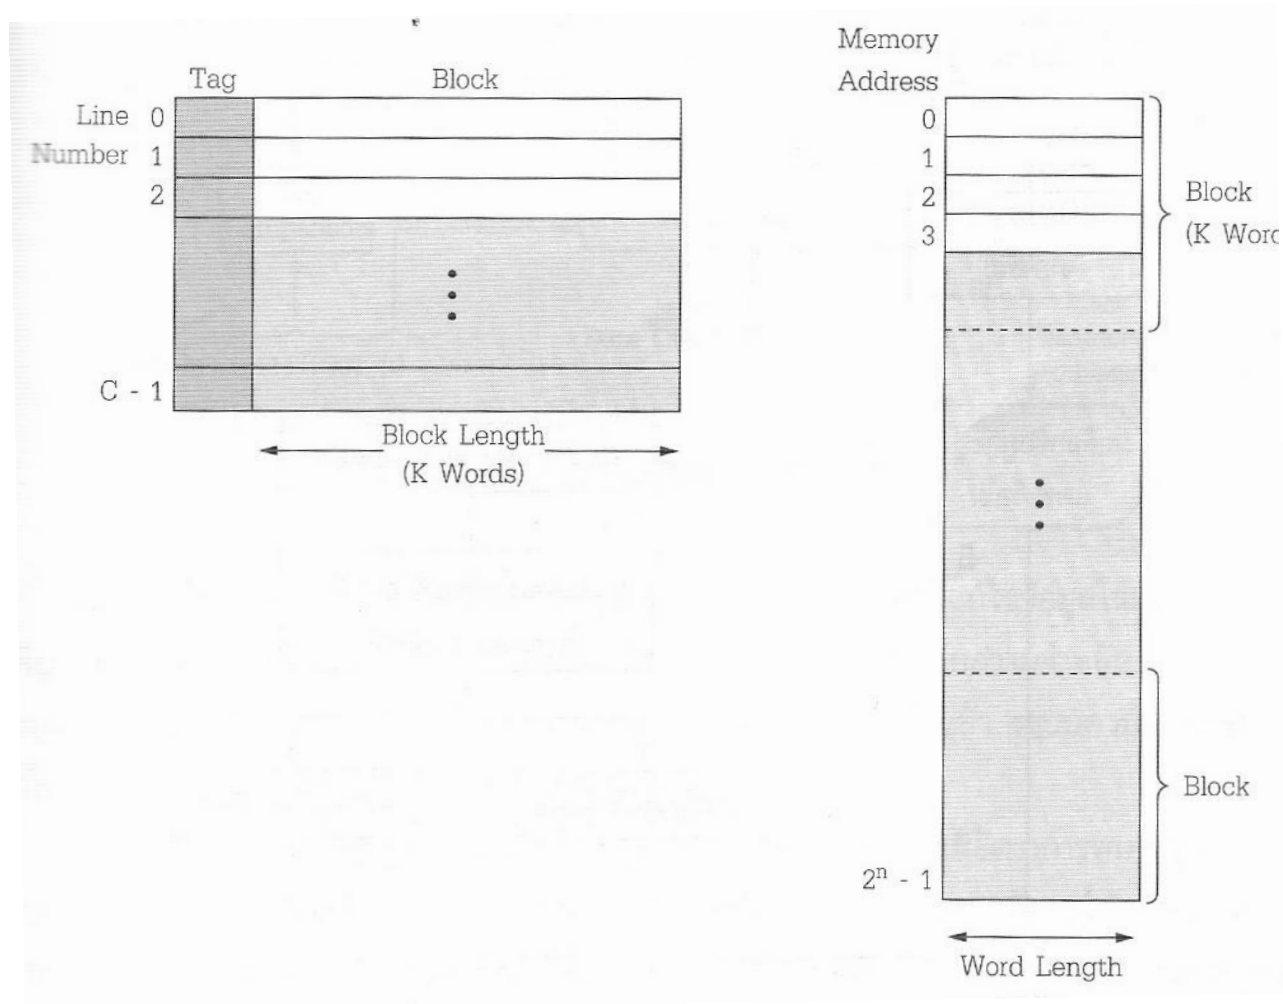 Tag Block
Line 0
Number 1
2
C - 1
Block Length
(K Words)
Memory
Address
0
1
2
3
Block
(K Word
Block
2ⁿ - 1
Word Length